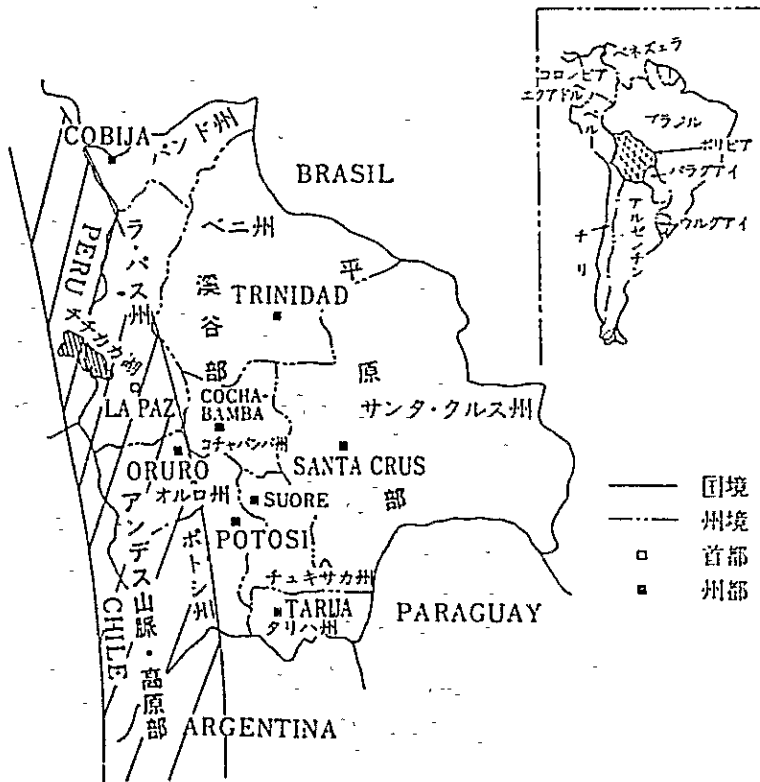 ベネズエラ
コロンビア
エクアドル
ペルー
ブラジル
ボリビア
パラグアイ
ウルグアイ
アルゼンチン
チリ
COBIJA
パンド州
BRASIL
PERU
ラ・パス州
ベニ州
渓谷部
平原部
TRINIDAD
チチカカ湖
LA PAZ
COCHA-
BAMBA
コチャバンバ州
サンタ・クルス州
ORURO
オルロ州
SANTA CRUS
SUORE
POTOSI
ポトシ州
アンデス山脈・高原部
チュキサカ州
TARIJA
タリハ州
PARAGUAY
CHILE
ARGENTINA
国境
州境
首都
州都